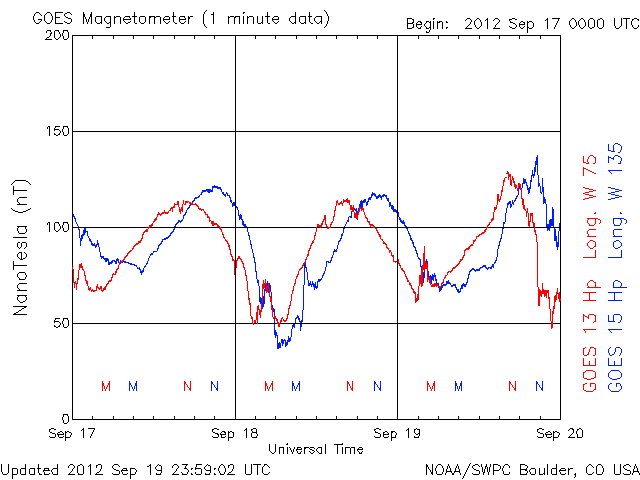 GOES Magnetometer (1 minute data)
Begin: 2012 Sep 17 0000 UTC
200
150
100
50
0
NanoTesla (nT)
M M N N M M N N M M N N
Sep 17 Sep 18 Sep 19 Sep 20
Universal Time
GOES 13 Hp Long. W 75
GOES 15 Hp Long. W 135
Updated 2012 Sep 19 23:59:02 UTC
NOAA/SWPC Boulder, CO USA